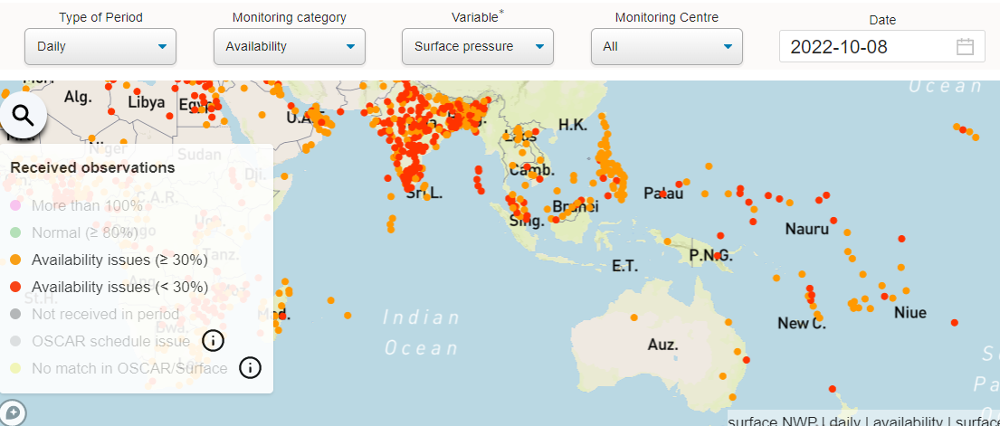 Type of Period
Monitoring category
Variable*
Monitoring Centre
Date
Daily
Availability
Surface pressure
All
2022-10-08
Ocean
Alg.
Libya
Egy
U.A.
H.K.
Laos
Niger
Sudan
Received observations
Dji.
Camb.
Sri L.
Palau
More than 100%
C.A.R.
Brunei
Sing.
Normal (≥ 80%)
Nauru
Availability issues (≥ 30%)
Tanz.
P.N.G.
E.T.
Availability issues (< 30%)
St.H.
Not received in period
Indian
Ocean
New C.
Niue
OSCAR schedule issue
Auz.
No match in OSCAR/Surface
surface NWP | daily | availability | surface